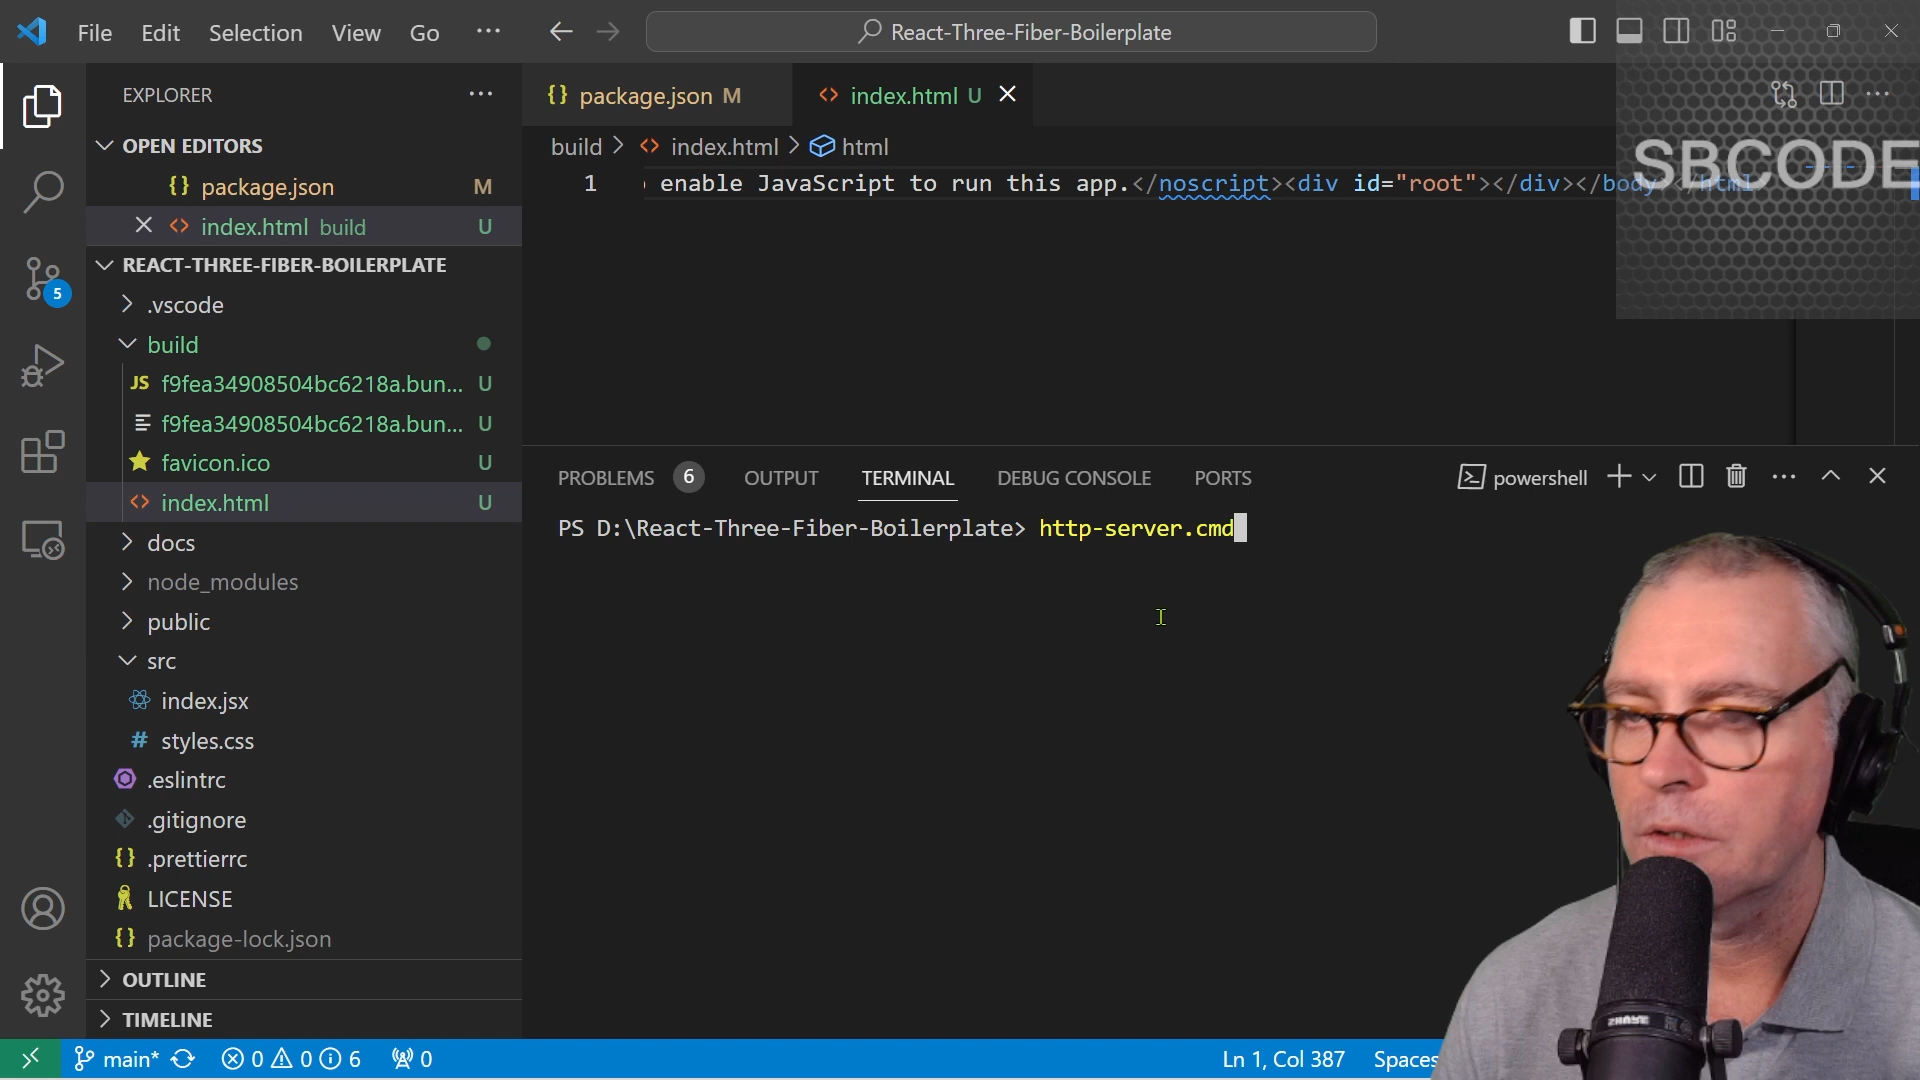 File Edit Selection View Go ··· React-Three-Fiber-Boilerplate
EXPLORER
OPEN EDITORS
{} package.json M
index.html build U
REACT-THREE-FIBER-BOILERPLATE
.vscode
build
JS f9fea34908504bc6218a.bun... U
f9fea34908504bc6218a.bun... U
favicon.ico U
index.html U
docs
node_modules
public
src
index.jsx
# styles.css
.eslintrc
.gitignore
{} .prettierrc
LICENSE
{} package-lock.json
OUTLINE
TIMELINE
5
{} package.json M <> index.html U
build > <> index.html > html
1 enable JavaScript to run this app.</noscript><div id="root"></div></body></html>
SBCODE
PROBLEMS 6 OUTPUT TERMINAL DEBUG CONSOLE PORTS powershell
PS D:\React-Three-Fiber-Boilerplate> http-server.cmd
main* 0 0 6 0 Ln 1, Col 387 Spaces